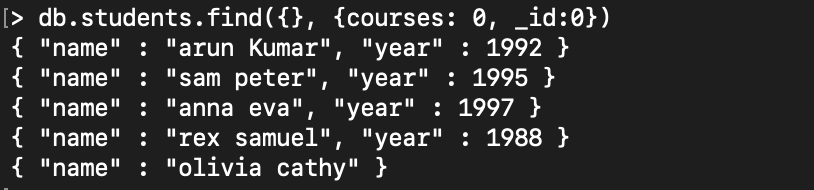 [> db.students.find({}, {courses: 0, _id:0})
{ "name" : "arun Kumar", "year" : 1992 }
{ "name" : "sam peter", "year" : 1995 }
{ "name" : "anna eva", "year" : 1997 }
{ "name" : "rex samuel", "year" : 1988 }
{ "name" : "olivia cathy" }